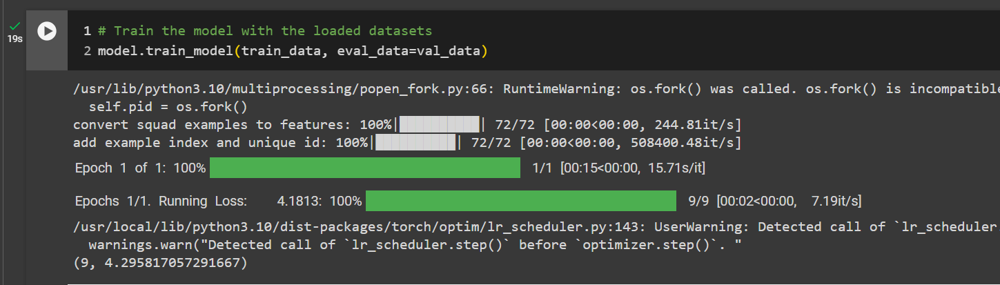 19s
1 # Train the model with the loaded datasets
2 model.train_model(train_data, eval_data=val_data)
/usr/lib/python3.10/multiprocessing/popen_fork.py:66: RuntimeWarning: os.fork() was called. os.fork() is incompatible
self.pid = os.fork()
convert squad examples to features: 100%|██████████| 72/72 [00:00<00:00, 244.81it/s]
add example index and unique id: 100%|██████████| 72/72 [00:00<00:00, 508400.48it/s]
Epoch 1 of 1: 100% 1/1 [00:15<00:00, 15.71s/it]
Epochs 1/1. Running Loss: 4.1813: 100% 9/9 [00:02<00:00, 7.19it/s]
/usr/local/lib/python3.10/dist-packages/torch/optim/lr_scheduler.py:143: UserWarning: Detected call of `lr_scheduler
warnings.warn("Detected call of `lr_scheduler.step()` before `optimizer.step()`. "
(9, 4.295817057291667)